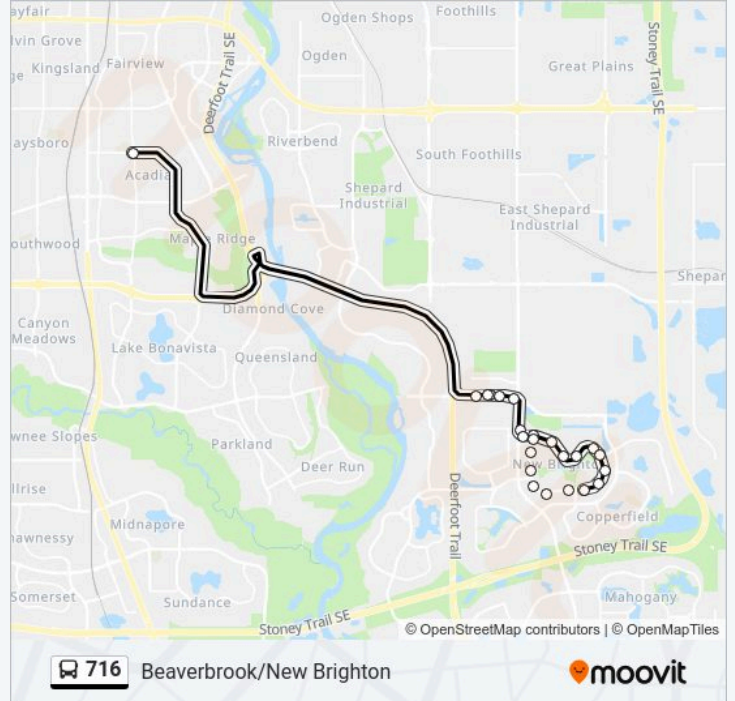 ayfair
Ogden Shops
Foothills
lvin Grove
Fairview
Kingsland
ge
Deerfoot Trail SE
Ogden
Great Plains
Stoney Trail SE
aysboro
Riverbend
South Foothills
Acadia
Shepard
Industrial
East Shepard
Industrial
outhwood
Maple Ridge
Shepar
Diamond Cove
Canyon
Meadows
Lake Bonavista
Queensland
wnee Slopes
Parkland
Deer Run
New Brighton
llrise
Deerfoot Trail
Midnapore
Copperfield
hawnessy
Stoney Trail SE
Somerset
Sundance
Mahogany
Stoney Trail SE
© OpenStreetMap contributors | © OpenMapTiles
716 Beaverbrook/New Brighton
moovit